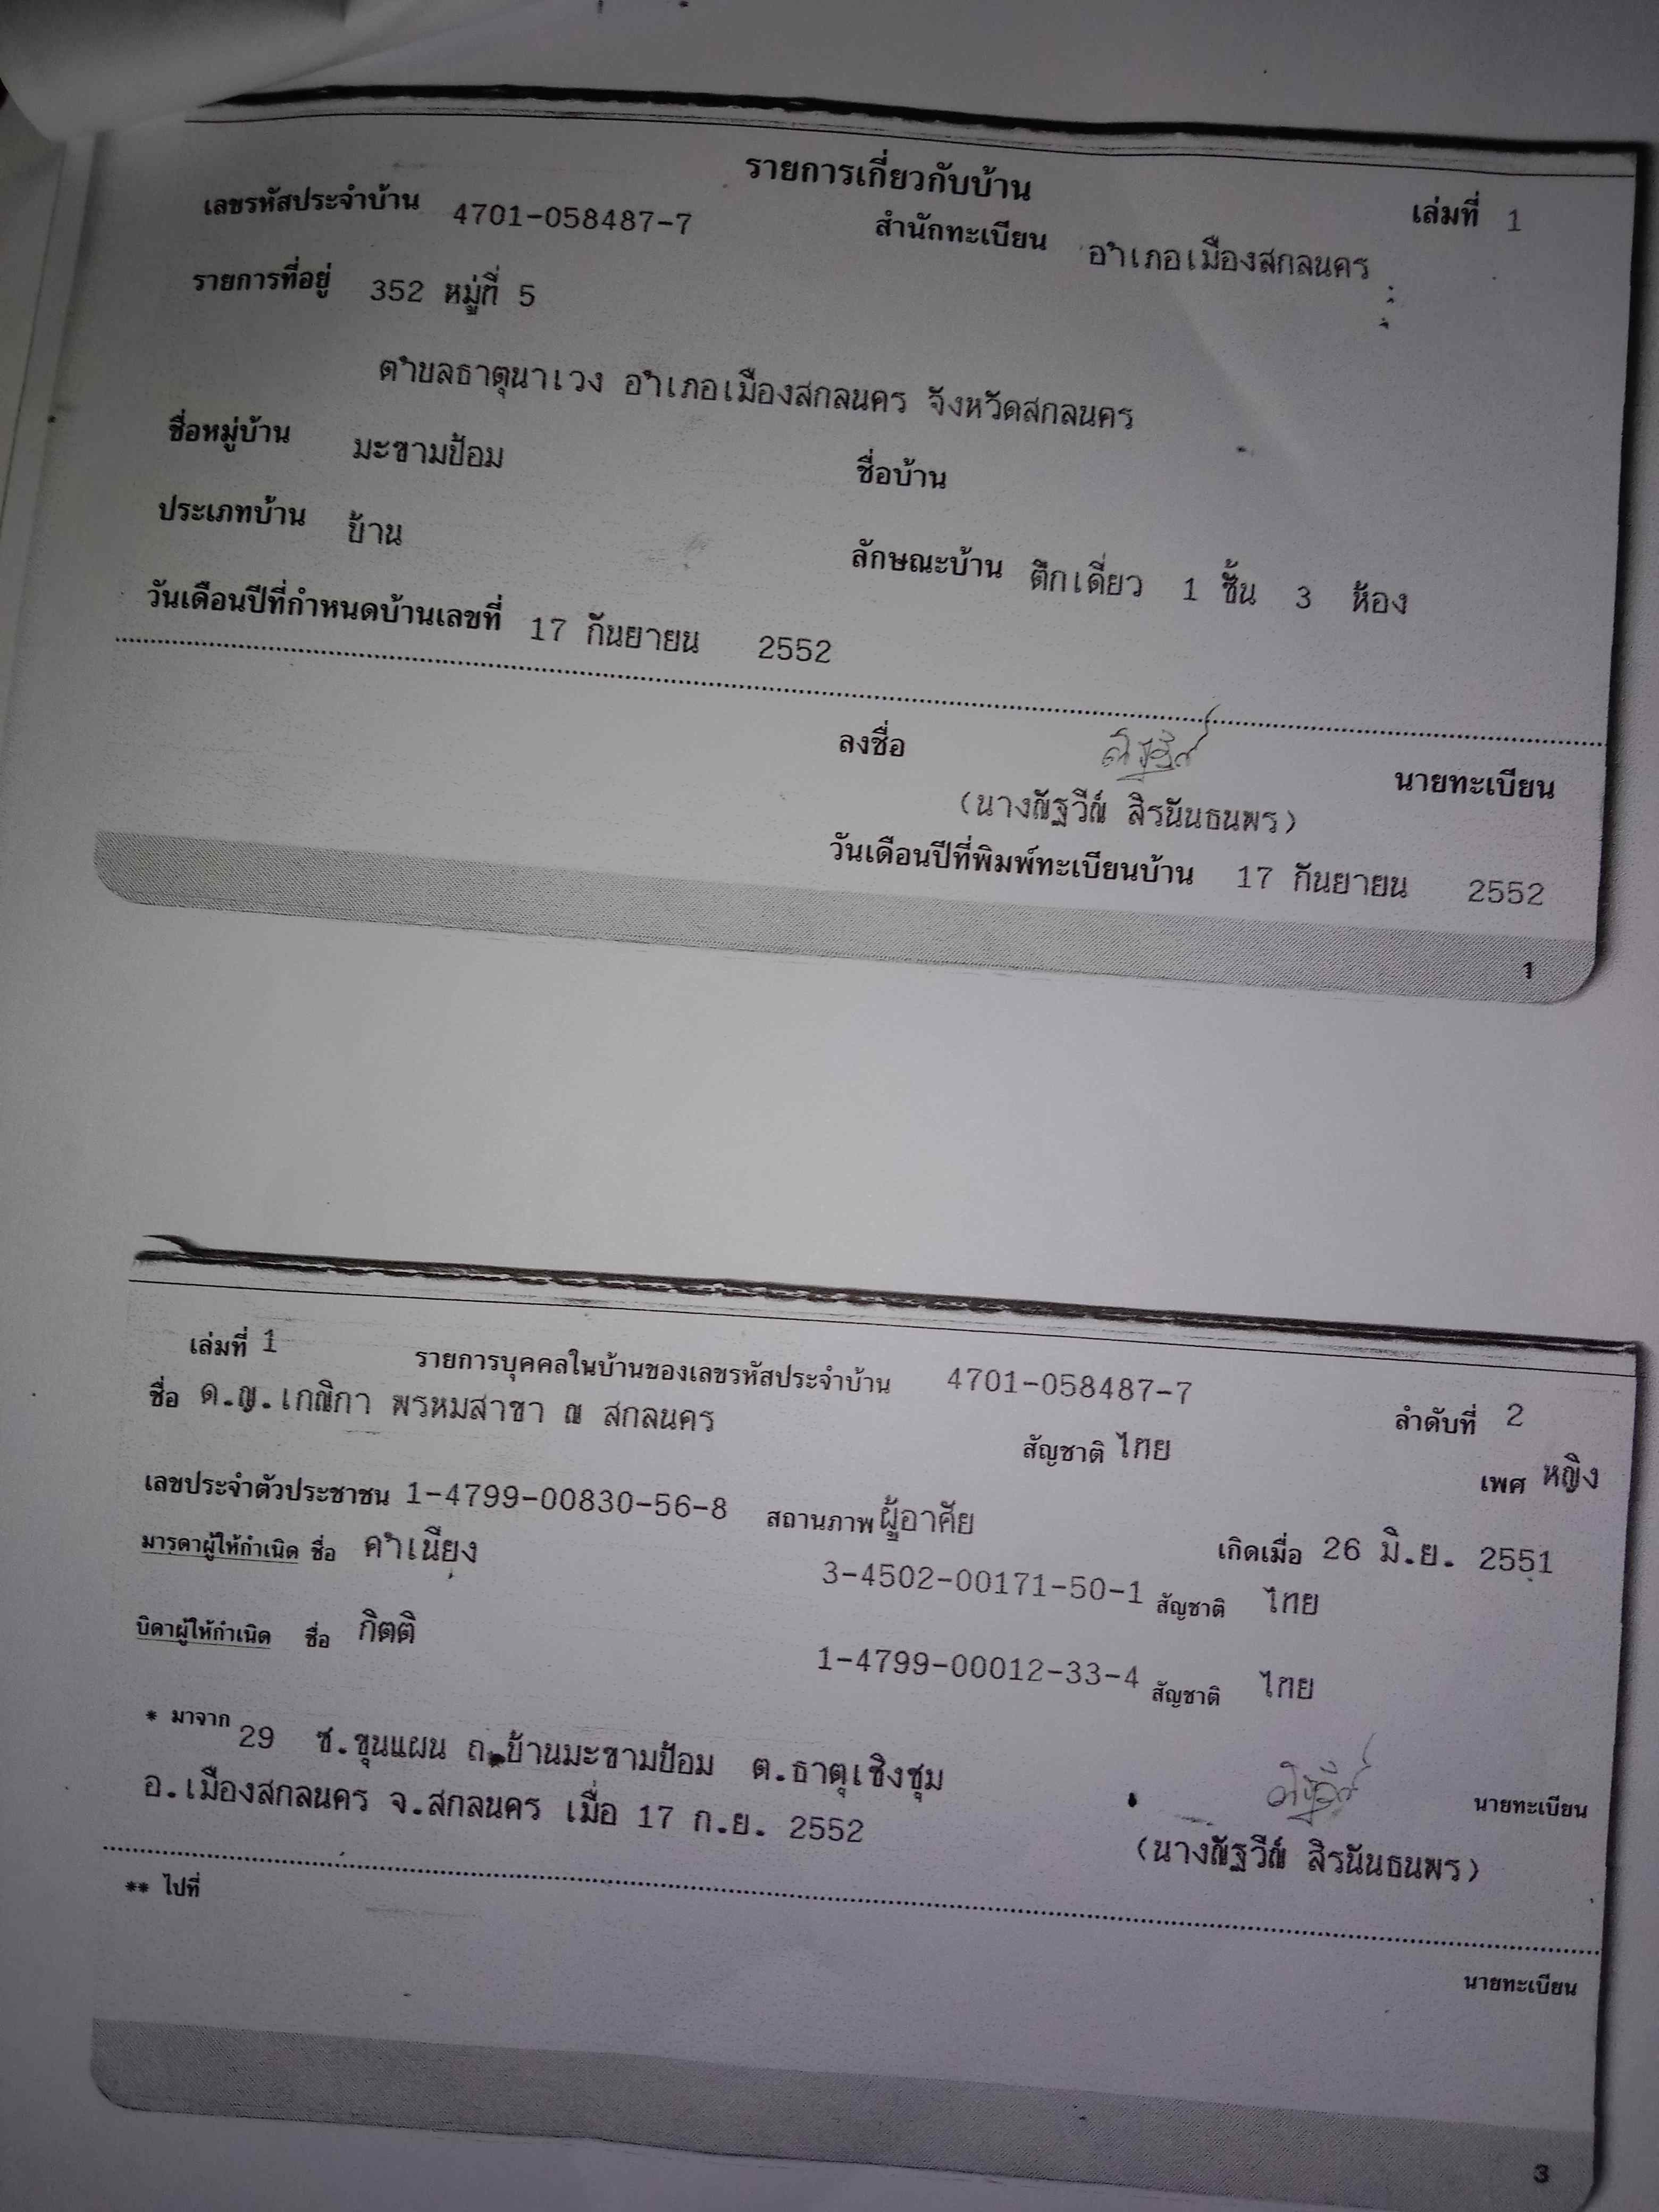 รายการเกี่ยวกับบ้าน
เล่มที่ 1
เลขรหัสประจำบ้าน 4701-058487-7 สำนักทะเบียน อำเภอเมืองสกลนคร
รายการที่อยู่ 352 หมู่ที่ 5
ตำบลธาตุนาเวง อำเภอเมืองสกลนคร จังหวัดสกลนคร
ชื่อหมู่บ้าน มะขามป้อม ชื่อบ้าน
ประเภทบ้าน บ้าน ลักษณะบ้าน ตึกเดี่ยว 1 ชั้น 3 ห้อง
วันเดือนปีที่กำหนดบ้านเลขที่ 17 กันยายน 2552
ลงชื่อ นายทะเบียน
(นางณัฐวีณ์ สิรนันธนพร)
วันเดือนปีที่พิมพ์ทะเบียนบ้าน 17 กันยายน 2552
1
เล่มที่ 1 รายการบุคคลในบ้านของเลขรหัสประจำบ้าน 4701-058487-7 ลำดับที่ 2
ชื่อ ด.ญ.เกณิกา พรหมสาขา ณ สกลนคร สัญชาติ ไทย เพศ หญิง
เลขประจำตัวประชาชน 1-4799-00830-56-8 สถานภาพ ผู้อาศัย เกิดเมื่อ 26 มิ.ย. 2551
มารดาผู้ให้กำเนิด ชื่อ คำเนียง 3-4502-00171-50-1 สัญชาติ ไทย
บิดาผู้ให้กำเนิด ชื่อ กิตติ 1-4799-00012-33-4 สัญชาติ ไทย
* มาจาก 29 ซ.ขุนแผน ถ.บ้านมะขามป้อม ต.ธาตุเชิงชุม
อ.เมืองสกลนคร จ.สกลนคร เมื่อ 17 ก.ย. 2552 นายทะเบียน
(นางณัฐวีณ์ สิรนันธนพร)
** ไปที่
นายทะเบียน
3